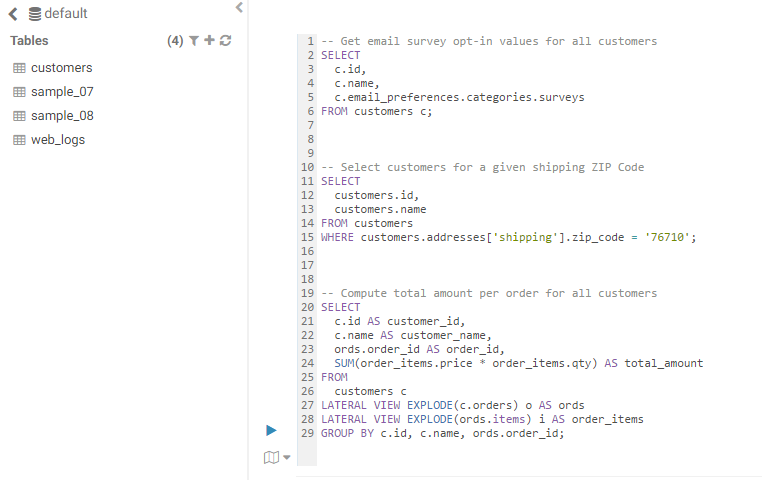 default
Tables (4)
customers
sample_07
sample_08
web_logs
1 -- Get email survey opt-in values for all customers
2 SELECT
3 c.id,
4 c.name,
5 c.email_preferences.categories.surveys
6 FROM customers c;
7
8
9
10 -- Select customers for a given shipping ZIP Code
11 SELECT
12 customers.id,
13 customers.name
14 FROM customers
15 WHERE customers.addresses['shipping'].zip_code = '76710';
16
17
18
19 -- Compute total amount per order for all customers
20 SELECT
21 c.id AS customer_id,
22 c.name AS customer_name,
23 ords.order_id AS order_id,
24 SUM(order_items.price * order_items.qty) AS total_amount
25 FROM
26 customers c
27 LATERAL VIEW EXPLODE(c.orders) o AS ords
28 LATERAL VIEW EXPLODE(ords.items) i AS order_items
29 GROUP BY c.id, c.name, ords.order_id;